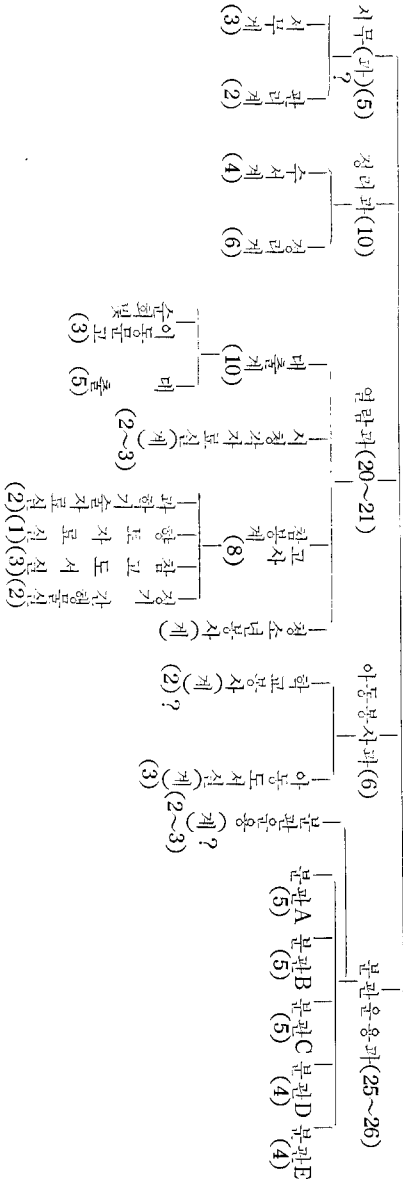 사무(과)(5)
?
서무계
(3)
관리계
(2)
정리과(10)
수서계
(4)
정리계
(6)
열람과(20~21)
대출계
(10)
순회및
이동문고
(3)
대출
(5)
시청각자료실(계)
(2~3)
참고
봉사계
(8)
과학기술자료실(2)
향토자료실(1)
참고도서실(3)
정기간행물실(2)
청소년봉사(계)
아동봉사과(6)
학교봉사(계)
(2)?
아동도서실(계)
(3)
분관운용과(25~26)
분관운용(계)
?
(2~3)
분관A
(5)
분관B
(5)
분관C
(5)
분관D
(4)
분관E
(4)